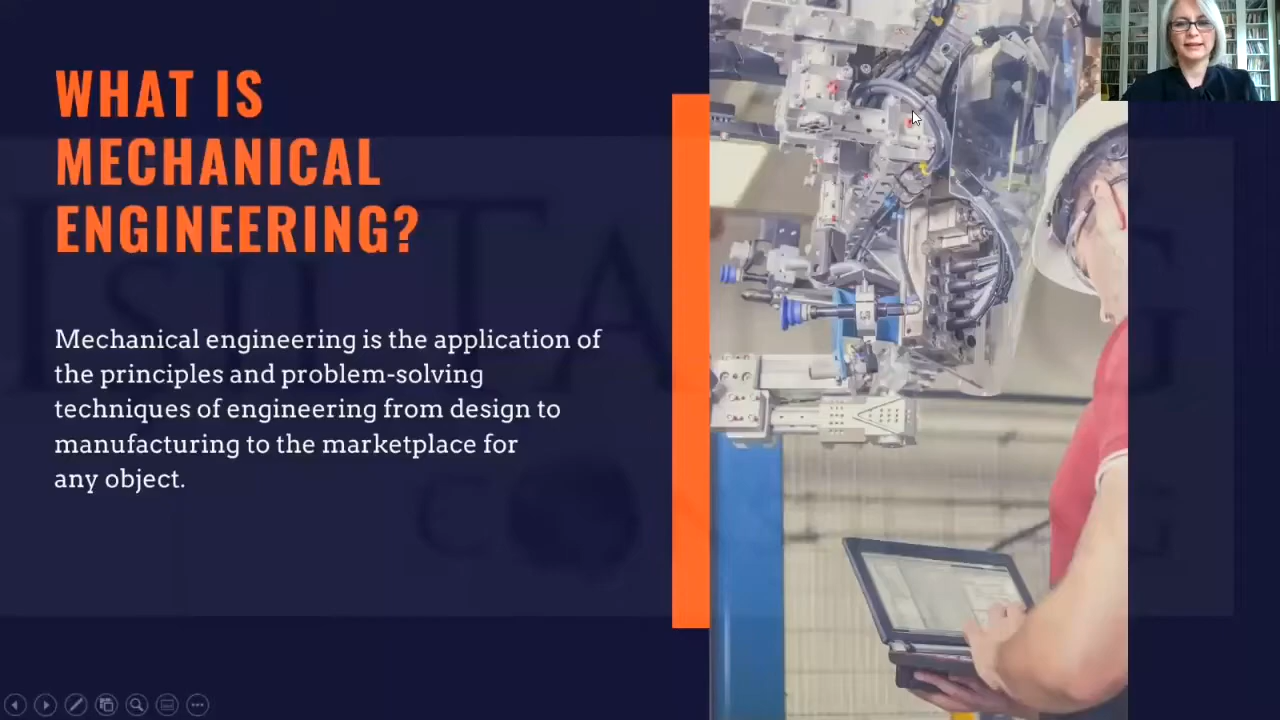 WHAT IS
MECHANICAL
ENGINEERING?
Mechanical engineering is the application of
the principles and problem-solving
techniques of engineering from design to
manufacturing to the marketplace for
any object.